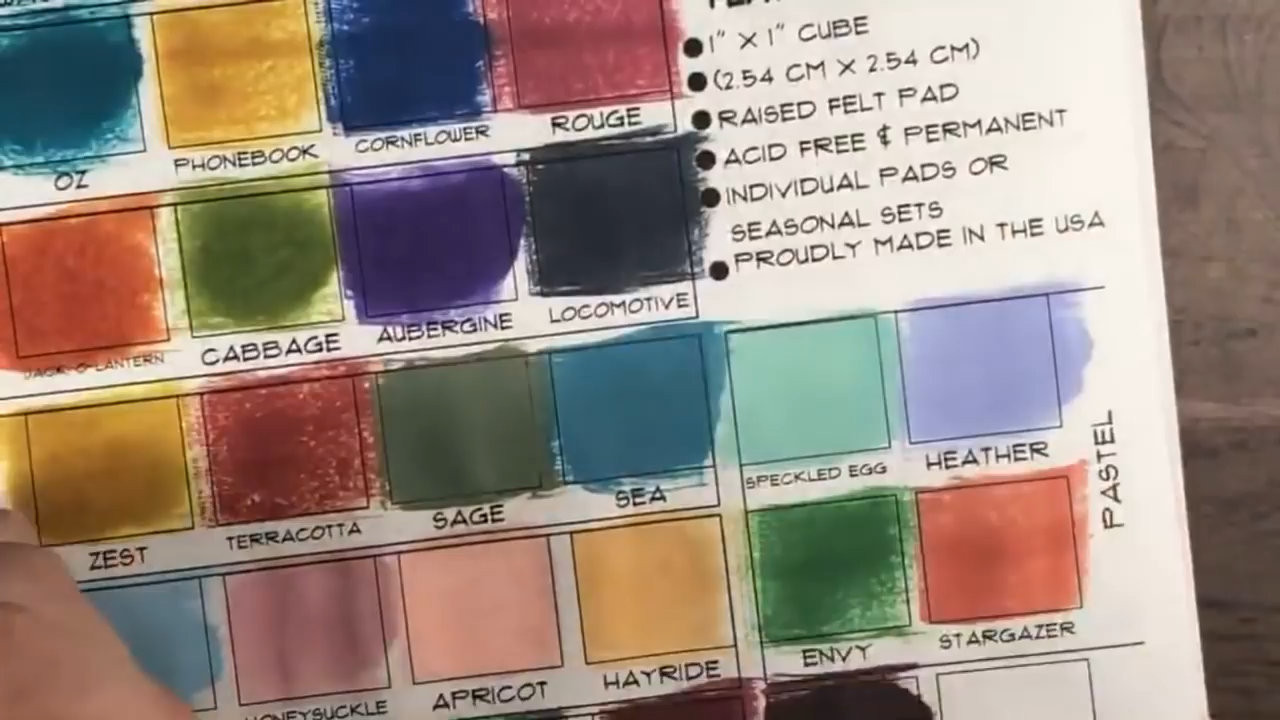 1" X 1" CUBE
(2.54 CM X 2.54 CM)
RAISED FELT PAD
ACID FREE & PERMANENT
INDIVIDUAL PADS OR
SEASONAL SETS
PROUDLY MADE IN THE USA
OZ PHONEBOOK CORNFLOWER ROUGE
JACK-O-LANTERN CABBAGE AUBERGINE LOCOMOTIVE
ZEST TERRACOTTA SAGE SEA SPECKLED EGG HEATHER
PASTEL
HONEYSUCKLE APRICOT HAYRIDE ENVY STARGAZER